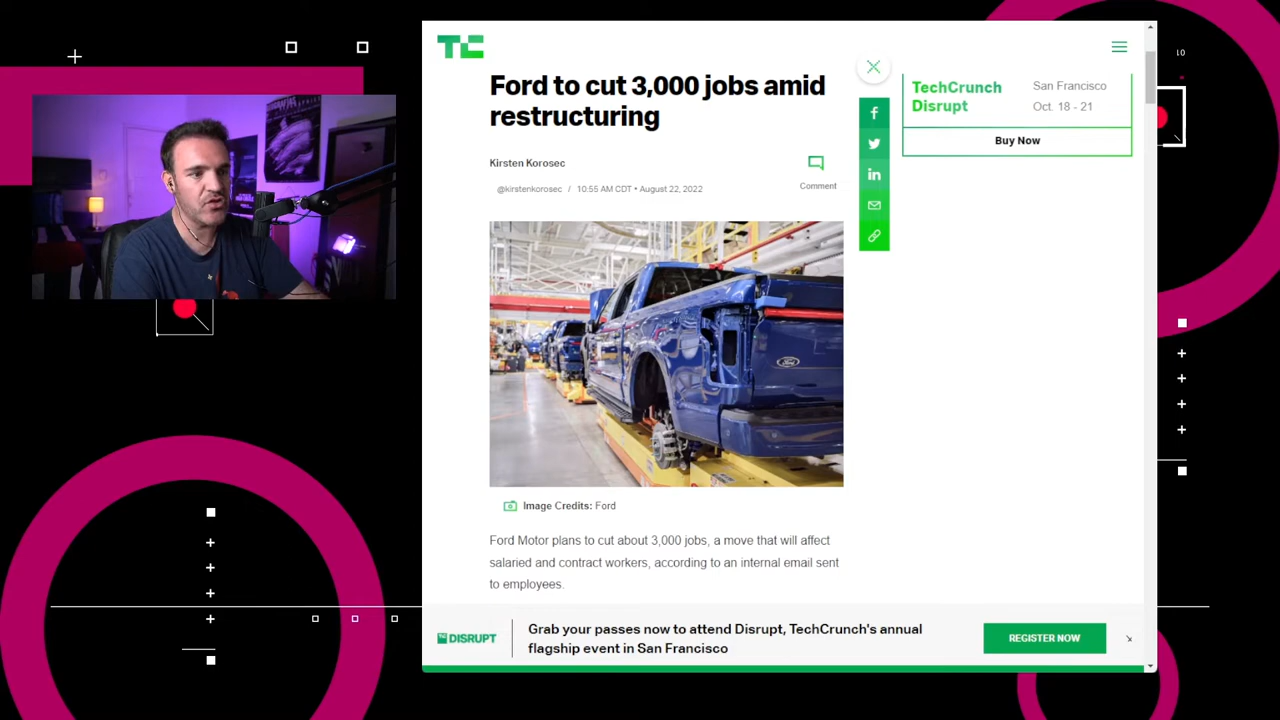 TC
Ford to cut 3,000 jobs amid
restructuring
Kirsten Korosec
@kirstenkorosec / 10:55 AM CDT • August 22, 2022
Comment
TechCrunch
Disrupt
San Francisco
Oct. 18 - 21
Buy Now
Ford
Image Credits: Ford
Ford Motor plans to cut about 3,000 jobs, a move that will affect
salaried and contract workers, according to an internal email sent
to employees.
TC DISRUPT
Grab your passes now to attend Disrupt, TechCrunch's annual
flagship event in San Francisco
REGISTER NOW